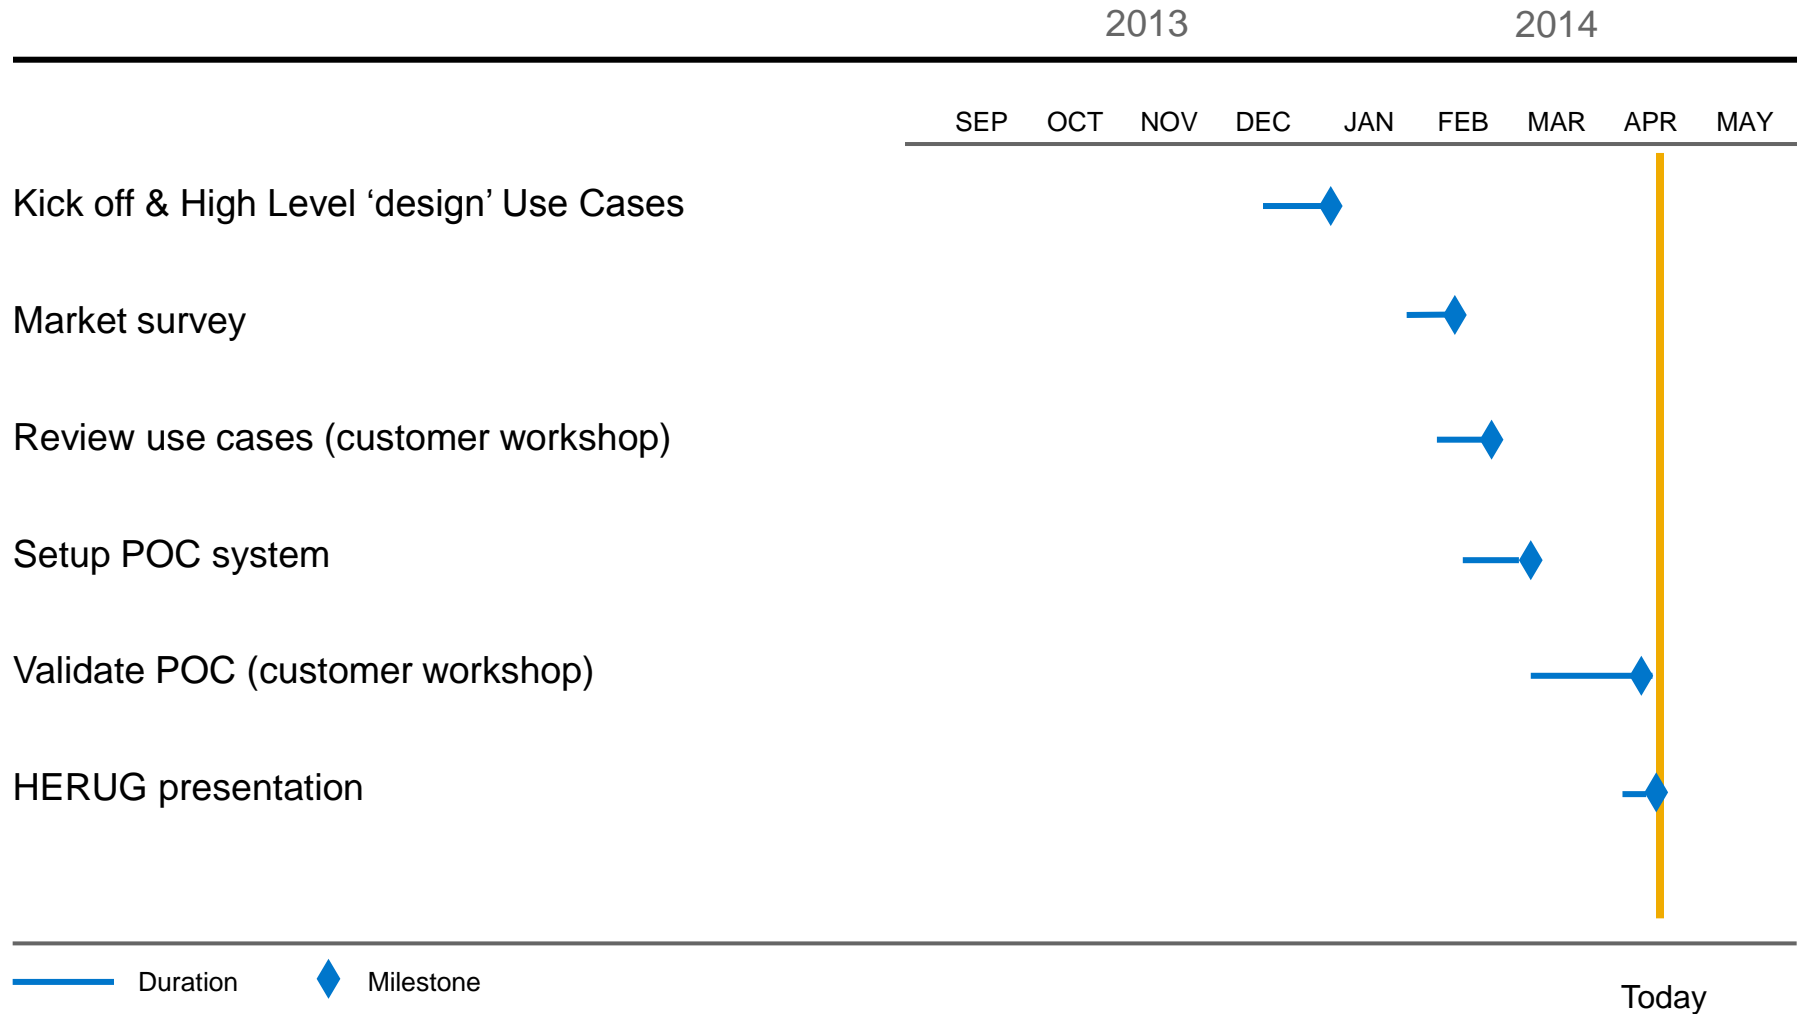 2013 2014
SEP OCT NOV DEC JAN FEB MAR APR MAY
Kick off & High Level ‘design’ Use Cases
Market survey
Review use cases (customer workshop)
Setup POC system
Validate POC (customer workshop)
HERUG presentation
Duration Milestone
Today